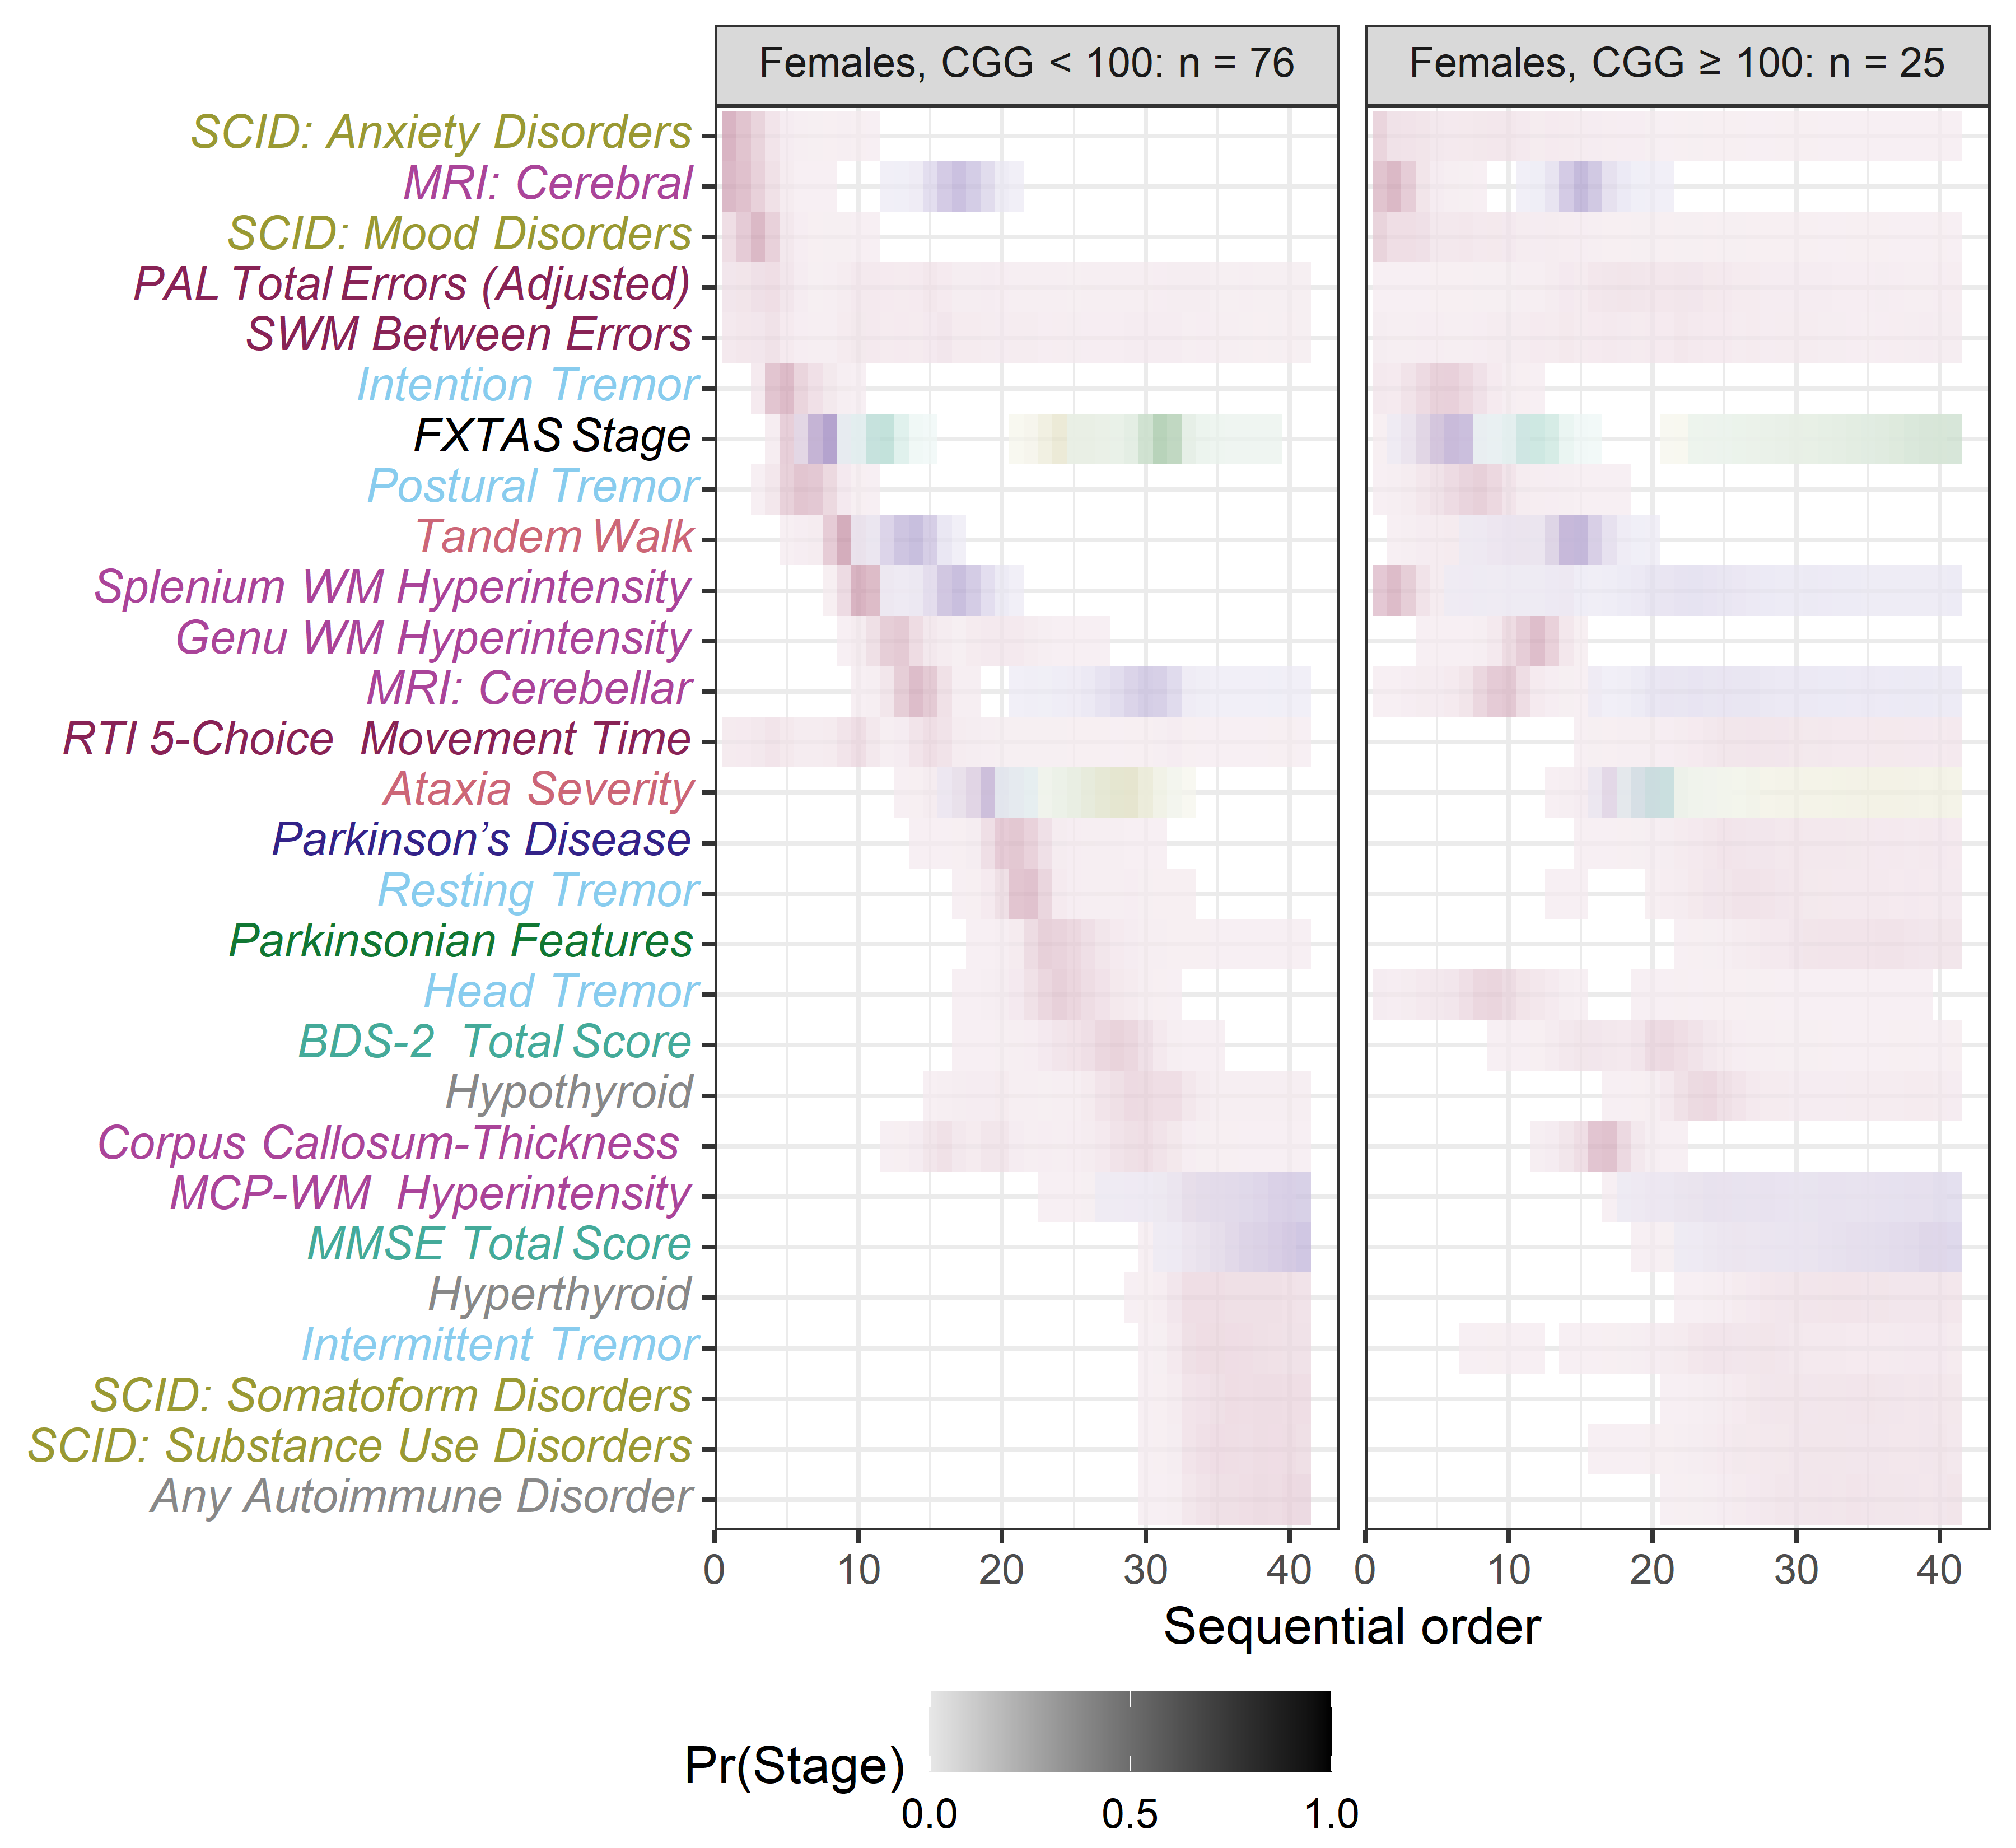 Females, CGG < 100: n = 76
Females, CGG ≥ 100: n = 25
SCID: Anxiety Disorders
MRI: Cerebral
SCID: Mood Disorders
PAL Total Errors (Adjusted)
SWM Between Errors
Intention Tremor
FXTAS Stage
Postural Tremor
Tandem Walk
Splenium WM Hyperintensity
Genu WM Hyperintensity
MRI: Cerebellar
RTI 5-Choice Movement Time
Ataxia Severity
Parkinson’s Disease
Resting Tremor
Parkinsonian Features
Head Tremor
BDS-2 Total Score
Hypothyroid
Corpus Callosum-Thickness
MCP-WM Hyperintensity
MMSE Total Score
Hyperthyroid
Intermittent Tremor
SCID: Somatoform Disorders
SCID: Substance Use Disorders
Any Autoimmune Disorder
0 10 20 30 40 0 10 20 30 40
Sequential order
Pr(Stage)
0.0 0.5 1.0